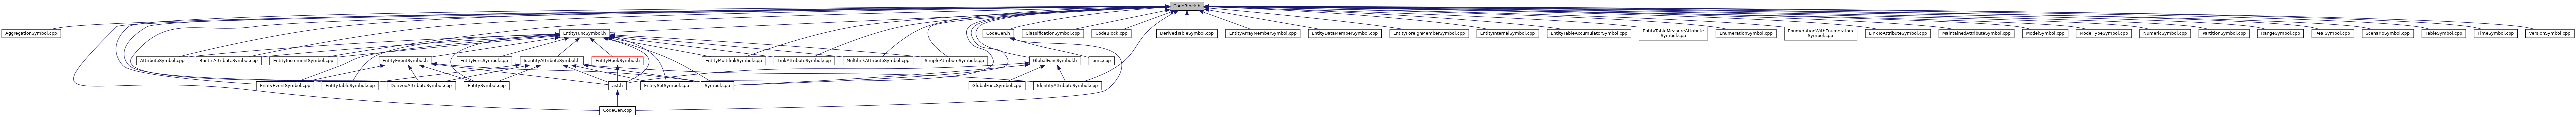 CodeBlock.h
AggregationSymbol.cpp
EntityFuncSymbol.h
CodeGen.h
ClassificationSymbol.cpp
CodeBlock.cpp
DerivedTableSymbol.cpp
EntityArrayMemberSymbol.cpp
EntityDataMemberSymbol.cpp
EntityForeignMemberSymbol.cpp
EntityInternalSymbol.cpp
EntityTableAccumulatorSymbol.cpp
EntityTableMeasureAttribute
Symbol.cpp
EnumerationSymbol.cpp
EnumerationWithEnumerators
Symbol.cpp
LinkToAttributeSymbol.cpp
MaintainedAttributeSymbol.cpp
ModelSymbol.cpp
ModelTypeSymbol.cpp
NumericSymbol.cpp
PartitionSymbol.cpp
RangeSymbol.cpp
RealSymbol.cpp
ScenarioSymbol.cpp
TableSymbol.cpp
TimeSymbol.cpp
VersionSymbol.cpp
AttributeSymbol.cpp
BuiltinAttributeSymbol.cpp
EntityIncrementSymbol.cpp
EntityEventSymbol.h
EntityFuncSymbol.cpp
IdentityAttributeSymbol.h
EntityHookSymbol.h
EntityMultilinkSymbol.cpp
LinkAttributeSymbol.cpp
MultilinkAttributeSymbol.cpp
SimpleAttributeSymbol.cpp
GlobalFuncSymbol.h
omc.cpp
EntityEventSymbol.cpp
EntityTableSymbol.cpp
DerivedAttributeSymbol.cpp
EntitySymbol.cpp
ast.h
EntitySetSymbol.cpp
Symbol.cpp
GlobalFuncSymbol.cpp
IdentityAttributeSymbol.cpp
CodeGen.cpp